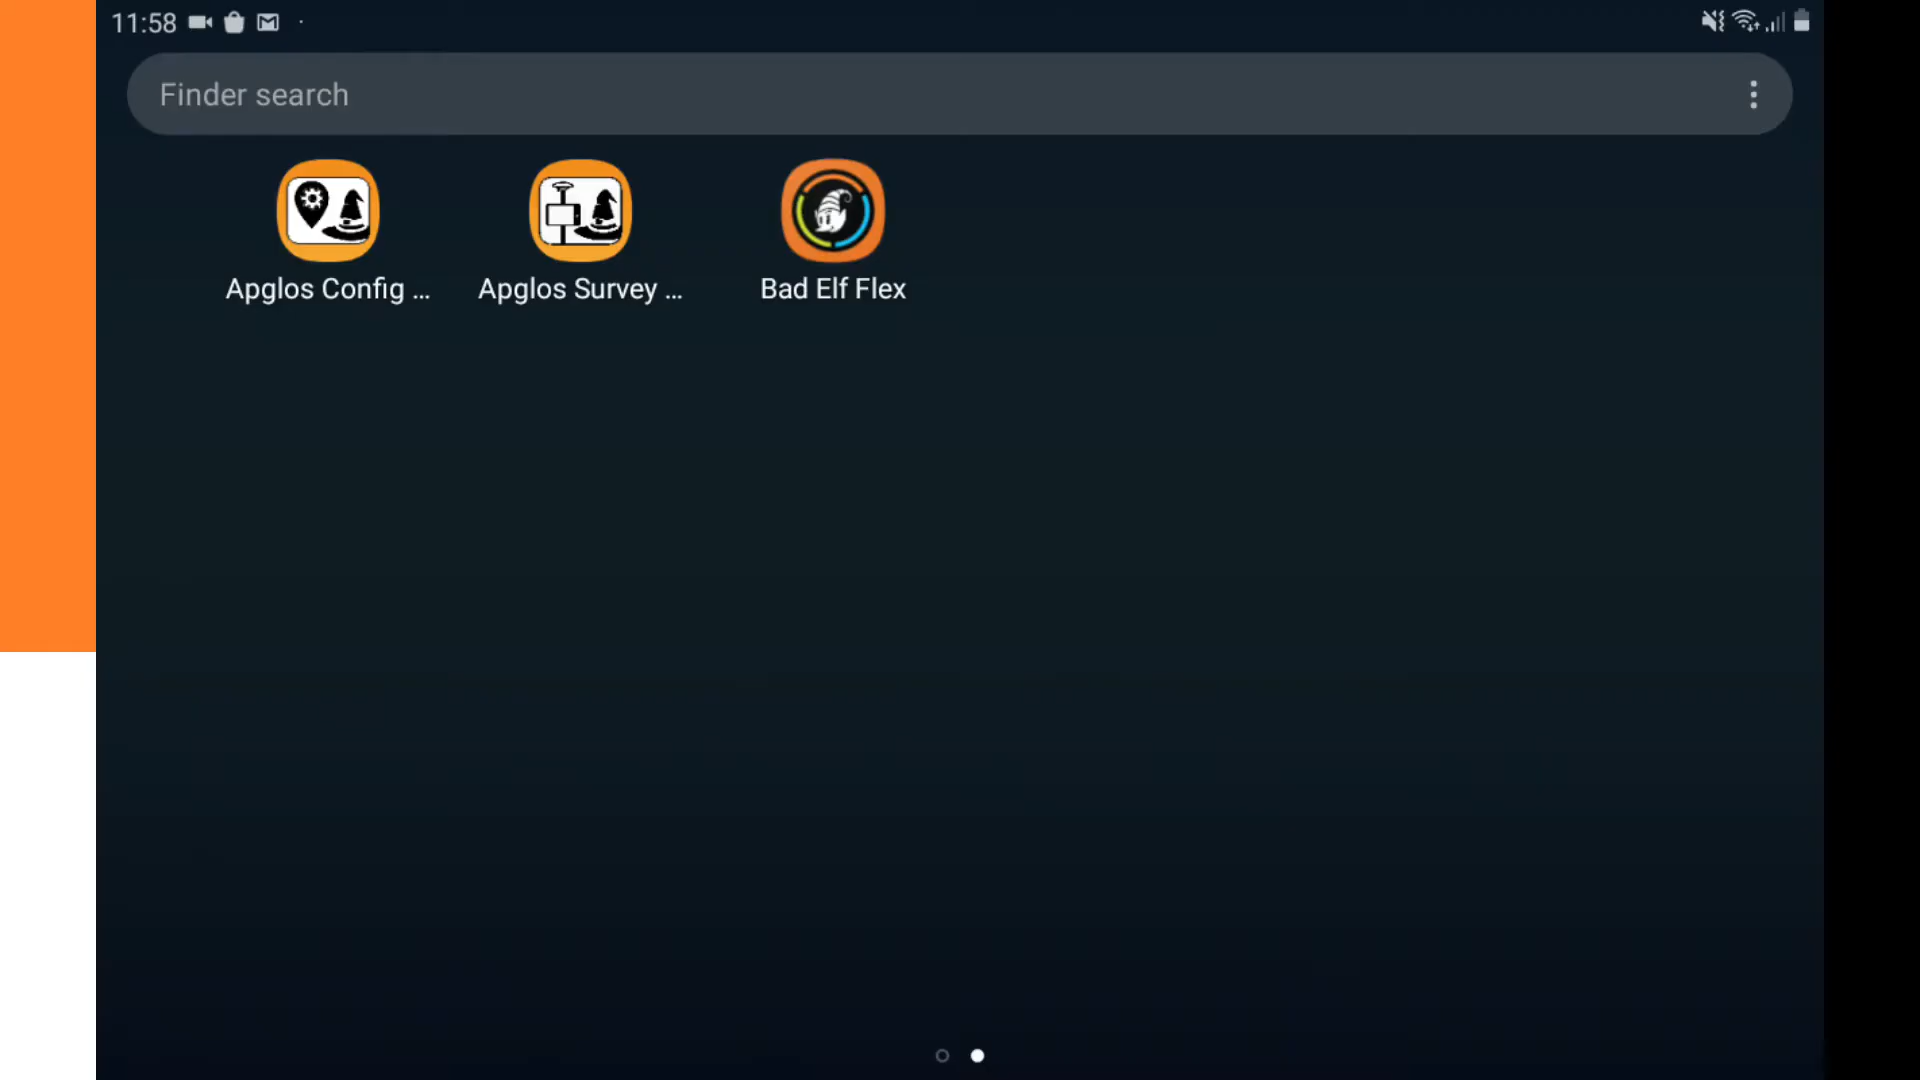 11:58
Finder search
Apglos Config ...
Apglos Survey ...
Bad Elf Flex